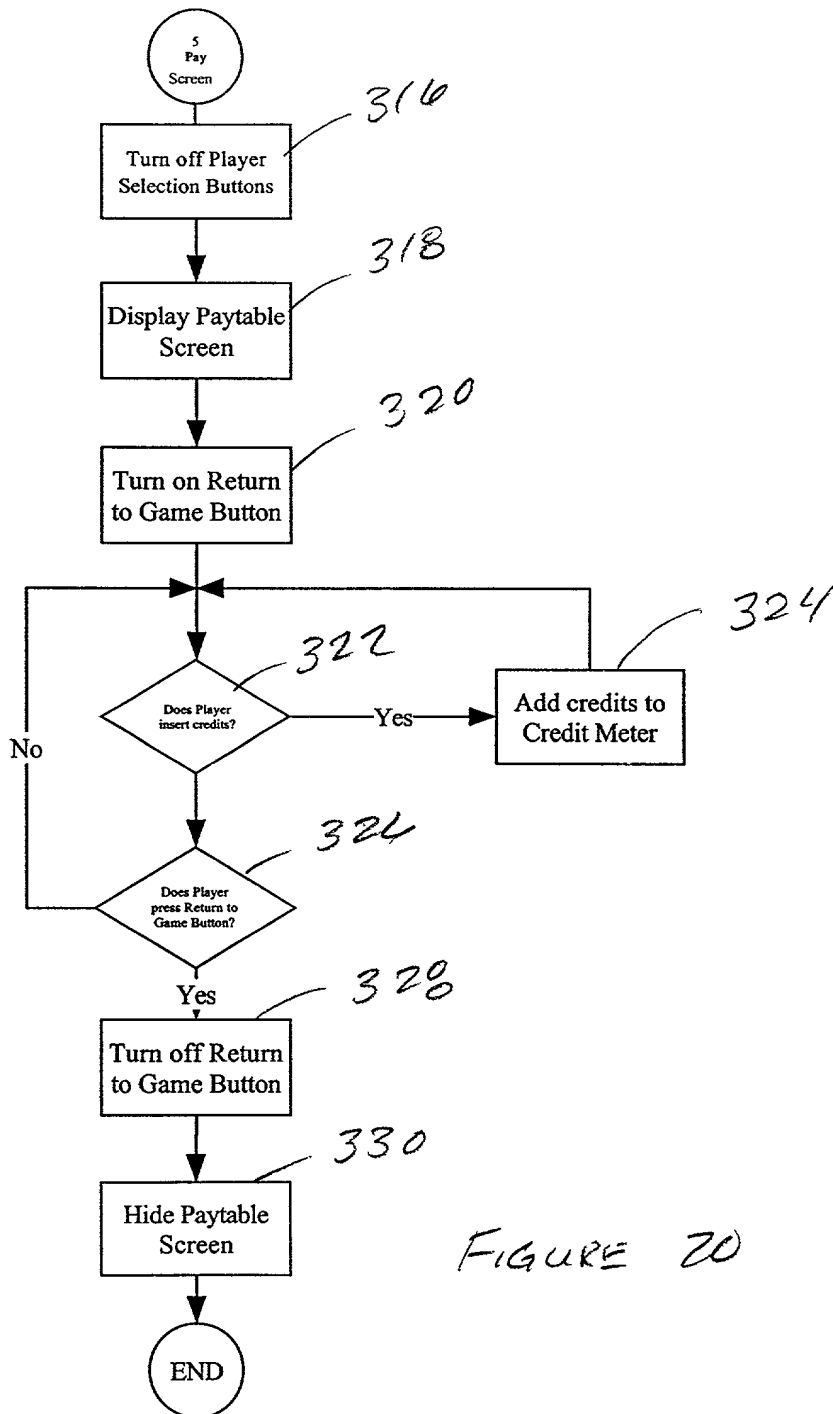 5
Pay
Screen
316
Turn off Player
Selection Buttons
318
Display Paytable
Screen
320
Turn on Return
to Game Button
322
324
Does Player
insert credits?
Yes
Add credits to
Credit Meter
No
326
Does Player
press Return to
Game Button?
Yes
328
Turn off Return
to Game Button
330
Hide Paytable
Screen
FIGURE 20
END